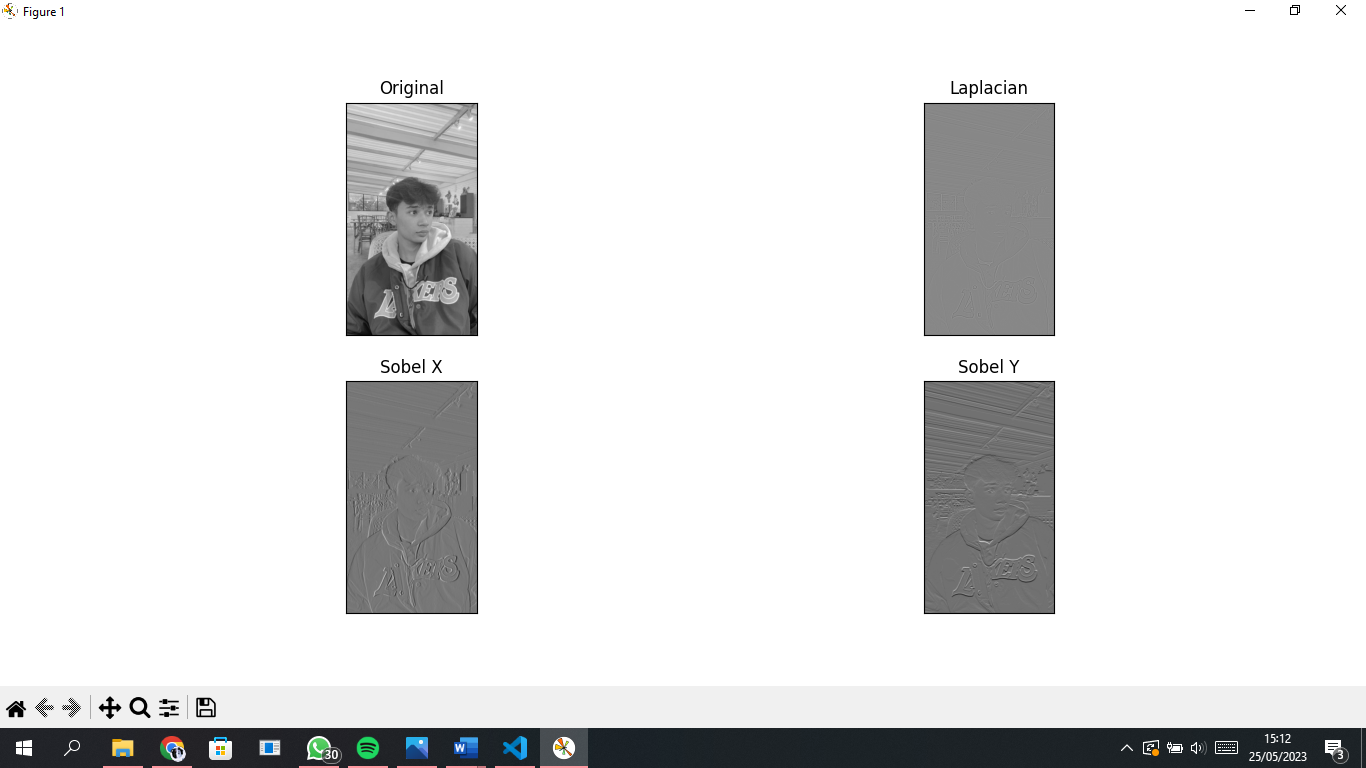 Figure 1
Original
Laplacian
Sobel X
Sobel Y
30
15:12
25/05/2023
3